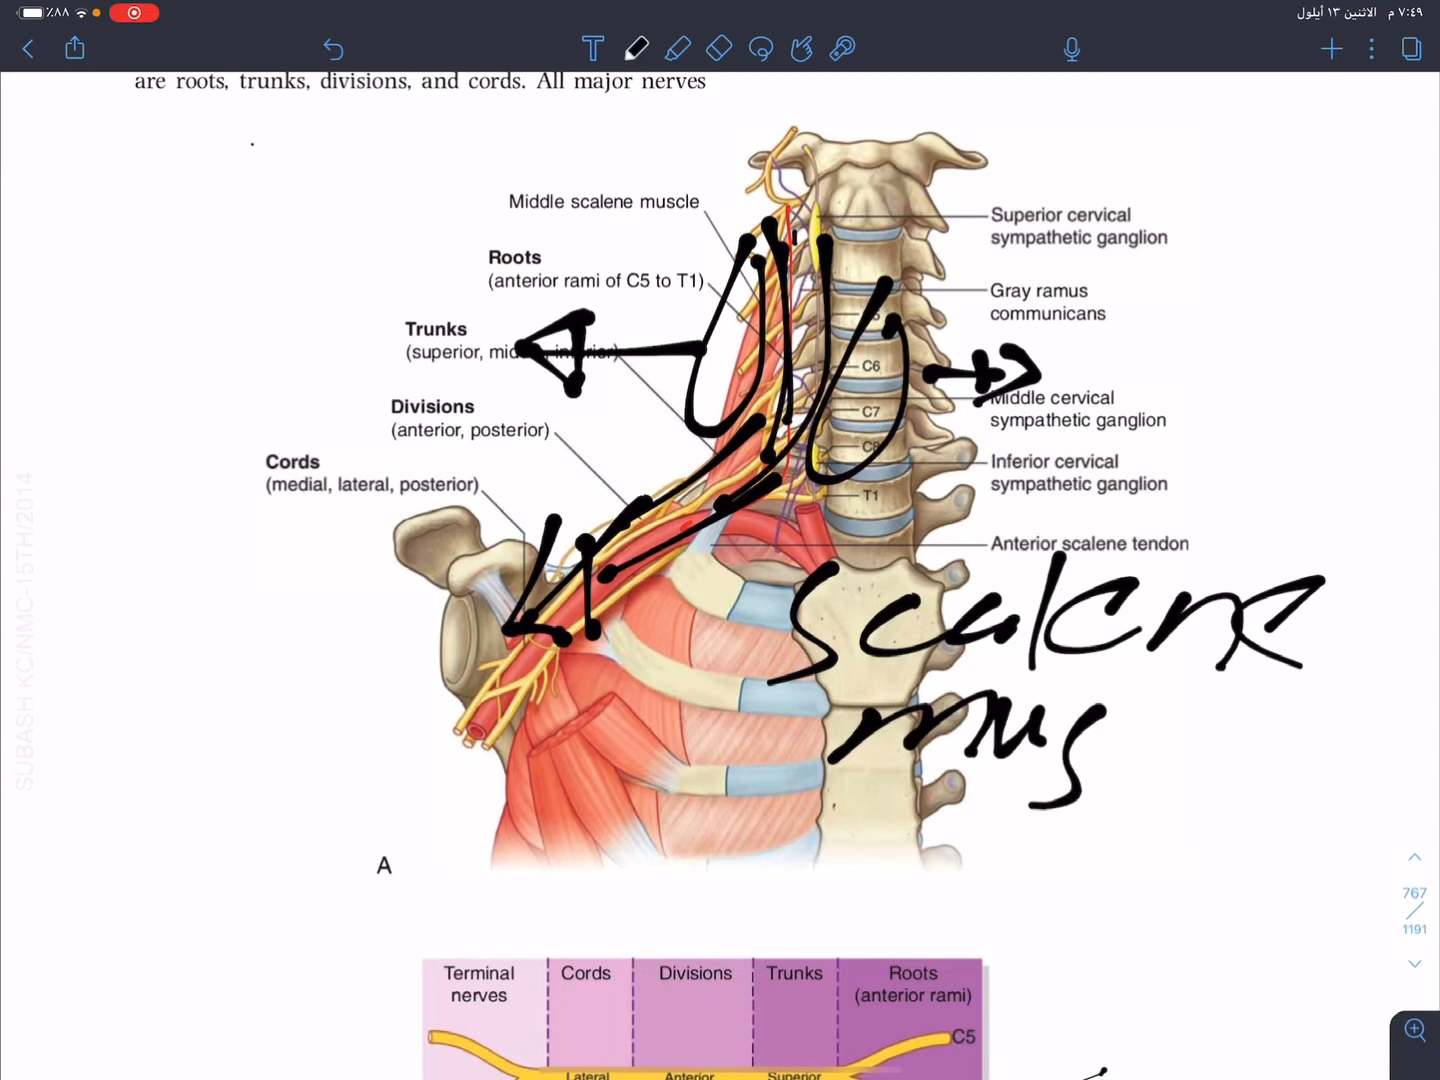 ٪٨٨
٧:٤٩ م الاثنين ١٣ أيلول
are roots, trunks, divisions, and cords. All major nerves
Middle scalene muscle
Roots
(anterior rami of C5 to T1)
Trunks
(superior, middle, inferior)
Divisions
(anterior, posterior)
Cords
(medial, lateral, posterior)
Superior cervical
sympathetic ganglion
Gray ramus
communicans
C6
Middle cervical
sympathetic ganglion
C7
C8
Inferior cervical
sympathetic ganglion
T1
Anterior scalene tendon
scalene
mus
SUBASH KC/NMC- 15TH/2014
A
767
1191
Terminal
nerves
Cords
Divisions
Trunks
Roots
(anterior rami)
C5
Lateral
Anterior
Superior